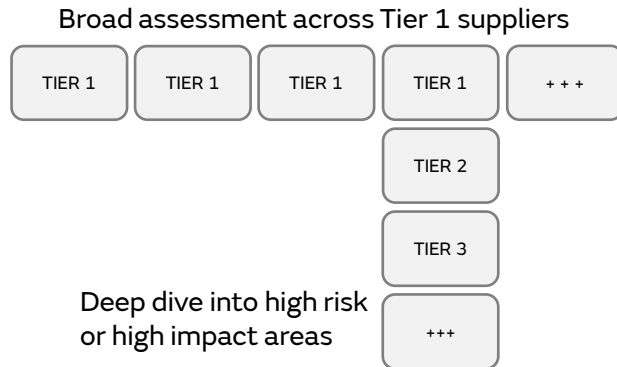 Broad assessment across Tier 1 suppliers
TIER 1 TIER 1 TIER 1 TIER 1 + + +
TIER 2
TIER 3
Deep dive into high risk
or high impact areas
+++